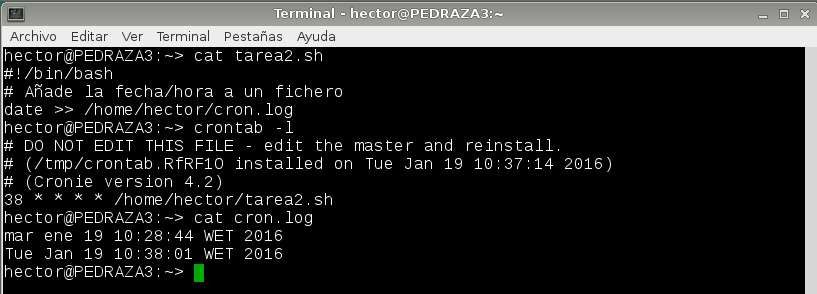 Terminal - hector@PEDRAZA3:~
Archivo Editar Ver Terminal Pestañas Ayuda
hector@PEDRAZA3:~> cat tarea2.sh
#!/bin/bash
# Añade la fecha/hora a un fichero
date >> /home/hector/cron.log
hector@PEDRAZA3:~> crontab -l
# DO NOT EDIT THIS FILE - edit the master and reinstall.
# (/tmp/crontab.RfRF1O installed on Tue Jan 19 10:37:14 2016)
# (Cronie version 4.2)
38 * * * * /home/hector/tarea2.sh
hector@PEDRAZA3:~> cat cron.log
mar ene 19 10:28:44 WET 2016
Tue Jan 19 10:38:01 WET 2016
hector@PEDRAZA3:~>